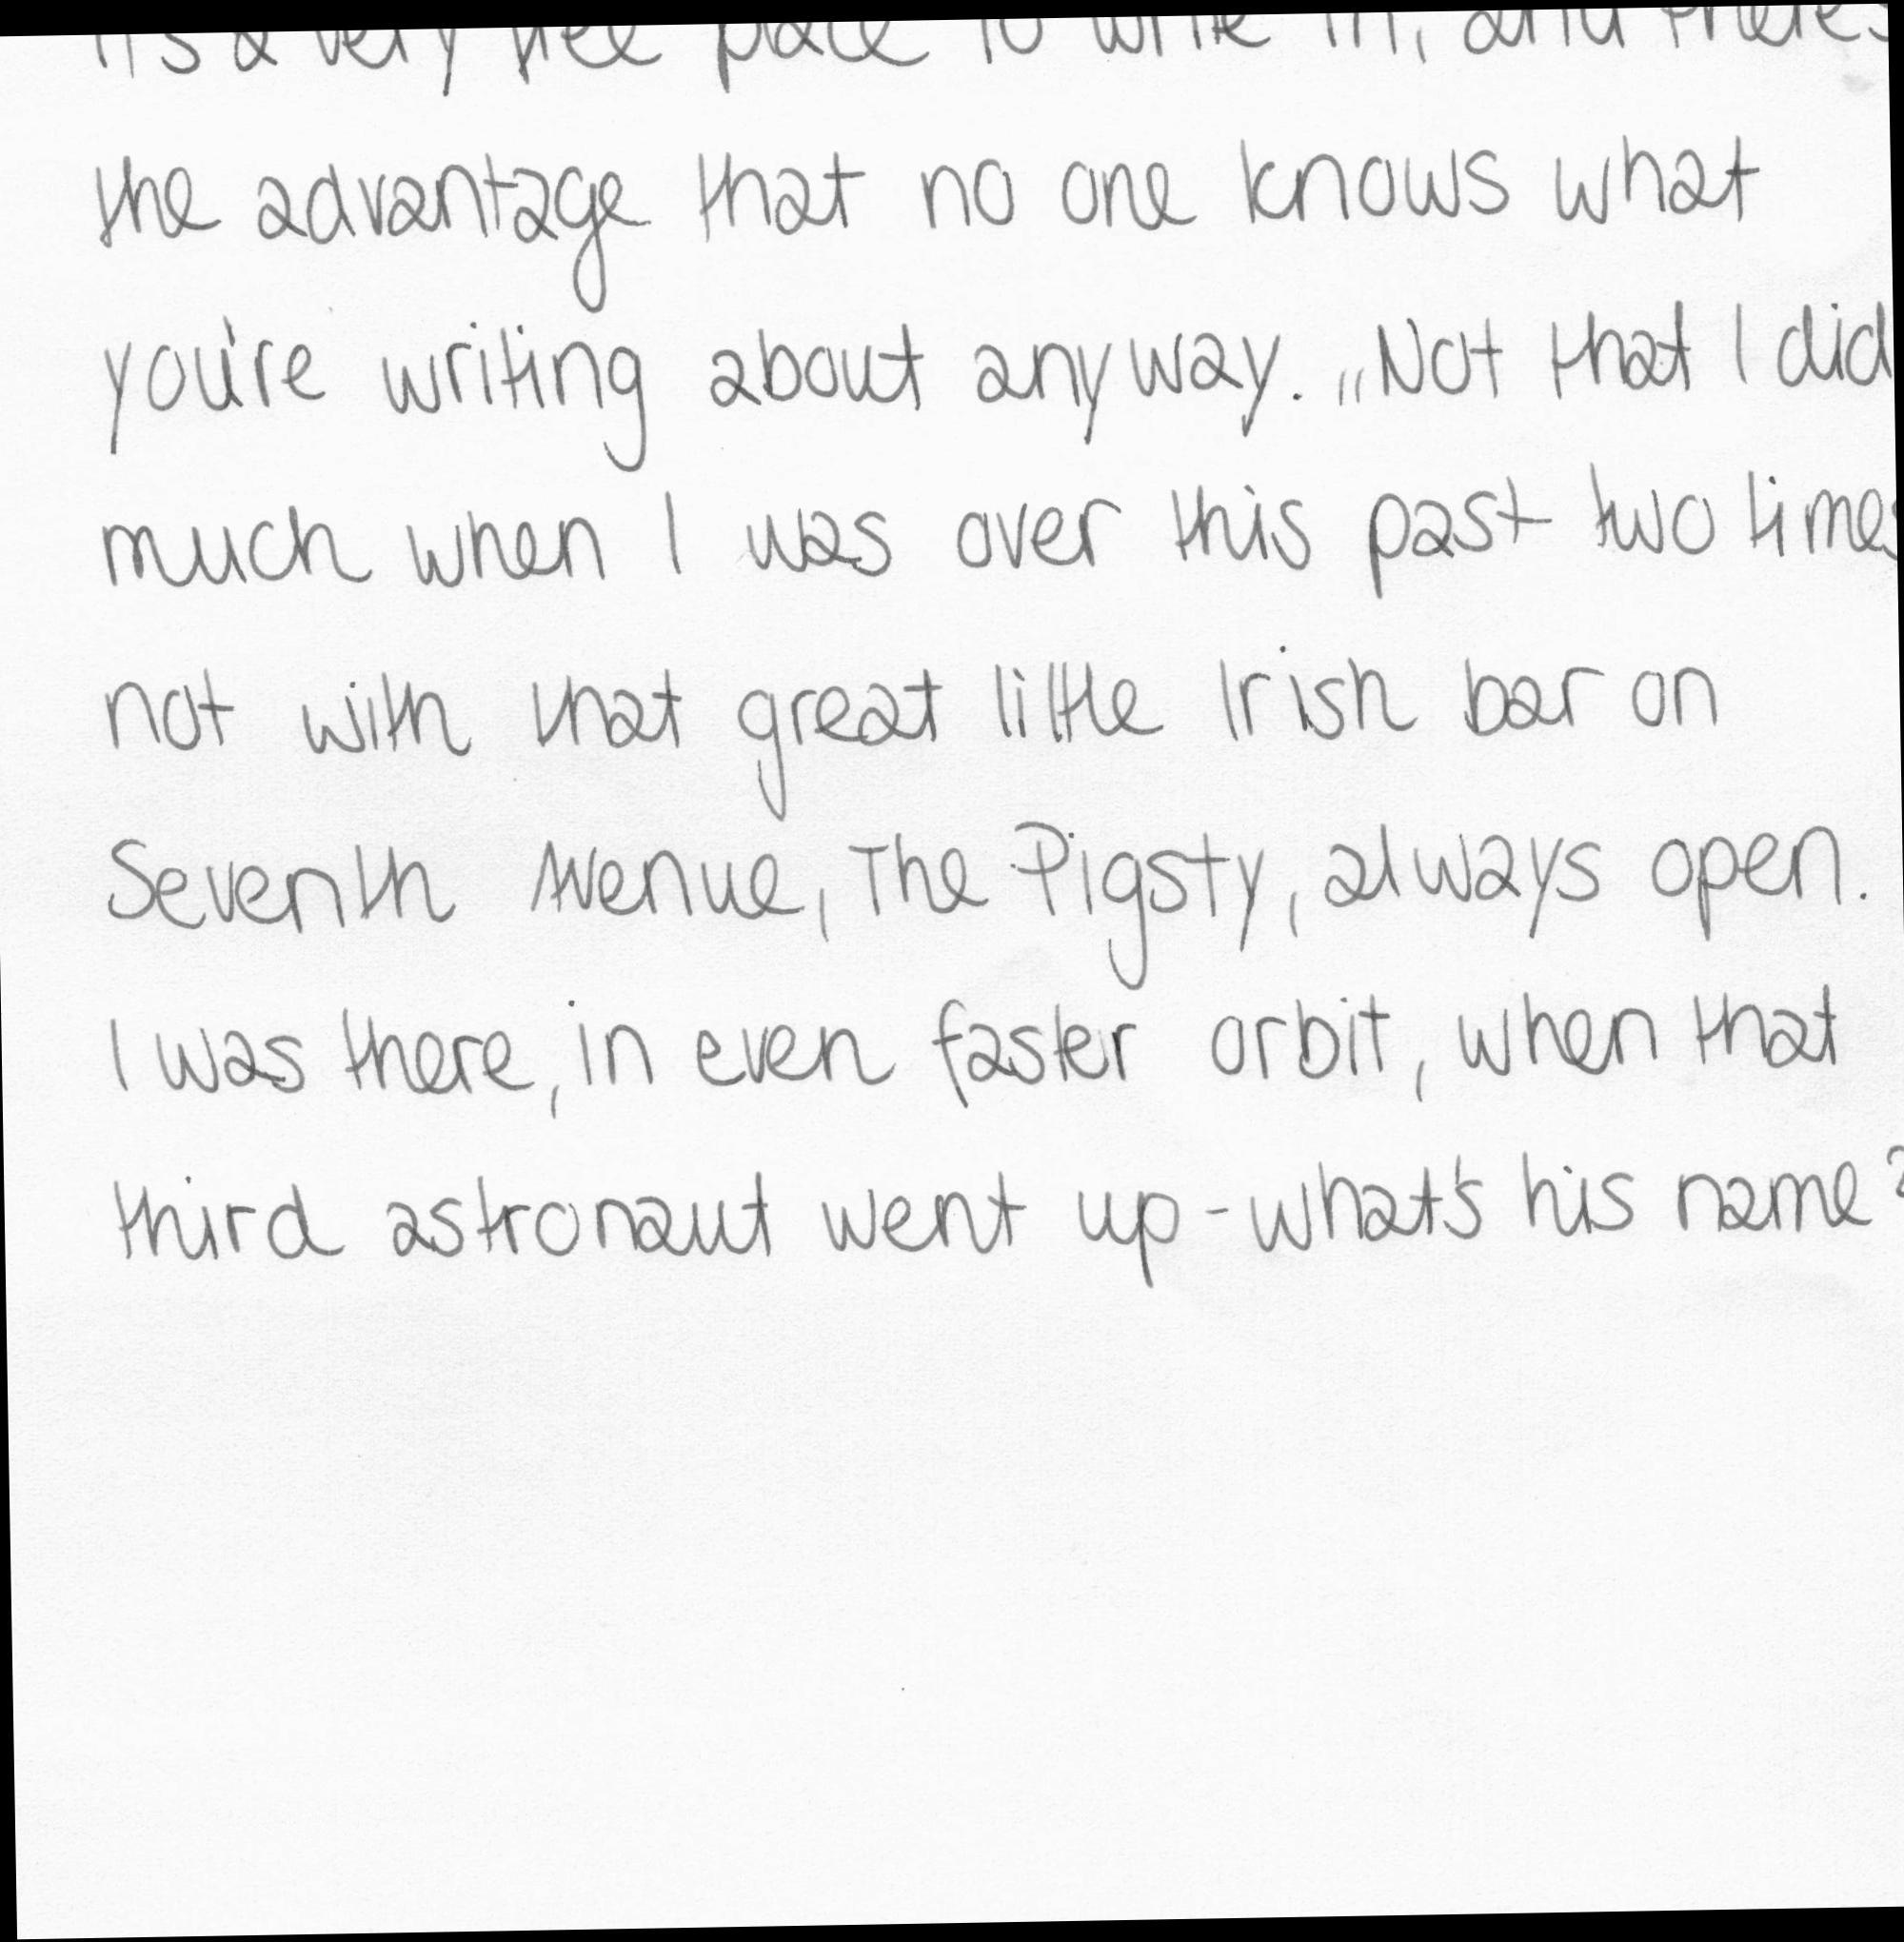 It's a very free place to write in, and there's
the advantage that no one knows what
you're writing about anyway. „Not that I did
much when I was over this past two times
not with that great little Irish bar on
Seventh Avenue, The Pigsty, always open.
I was there, in even faster orbit, when that
third astronaut went up - what's his name?